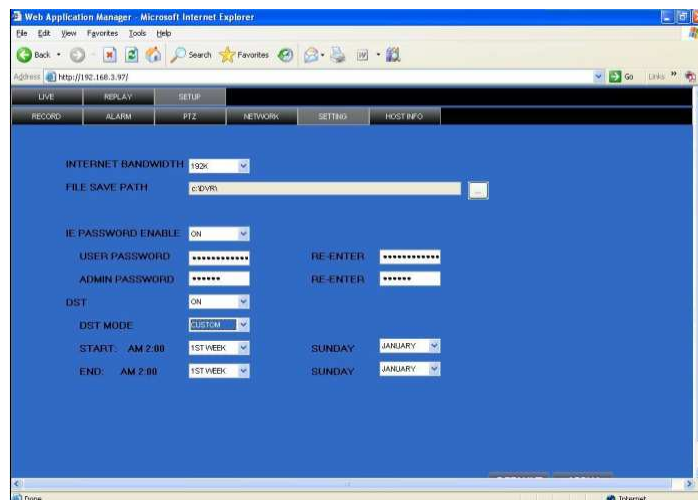 Web Application Manager - Microsoft Internet Explorer
File Edit View Favorites Tools Help
Back Search Favorites
Address http://192.168.3.97/ Go Links »
LIVE REPLAY SETUP
RECORD ALARM PTZ NETWORK SETTING HOST INFO
INTERNET BANDWIDTH 192K
FILE SAVE PATH c:\DVR\ ...
IE PASSWORD ENABLE ON
USER PASSWORD •••••••••••• RE-ENTER ••••••••••••
ADMIN PASSWORD •••••• RE-ENTER ••••••
DST ON
DST MODE CUSTOM
START: AM 2:00 1ST WEEK SUNDAY JANUARY
END: AM 2:00 1ST WEEK SUNDAY JANUARY
Done Internet